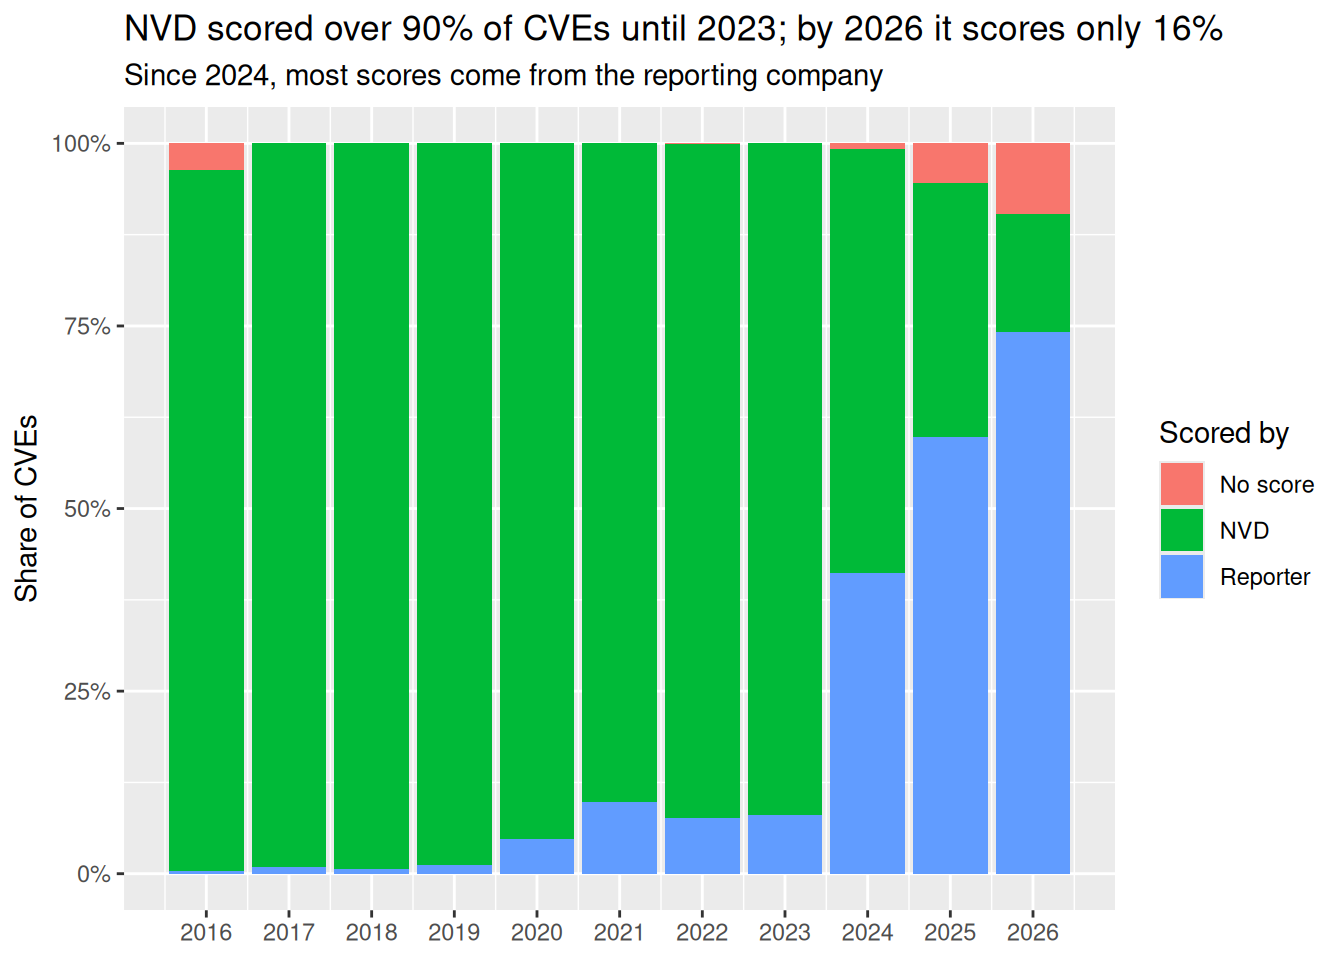 NVD scored over 90% of CVEs until 2023; by 2026 it scores only 16%
Since 2024, most scores come from the reporting company
Share of CVEs
100%
75%
50%
25%
0%
2016 2017 2018 2019 2020 2021 2022 2023 2024 2025 2026
Scored by
No score
NVD
Reporter